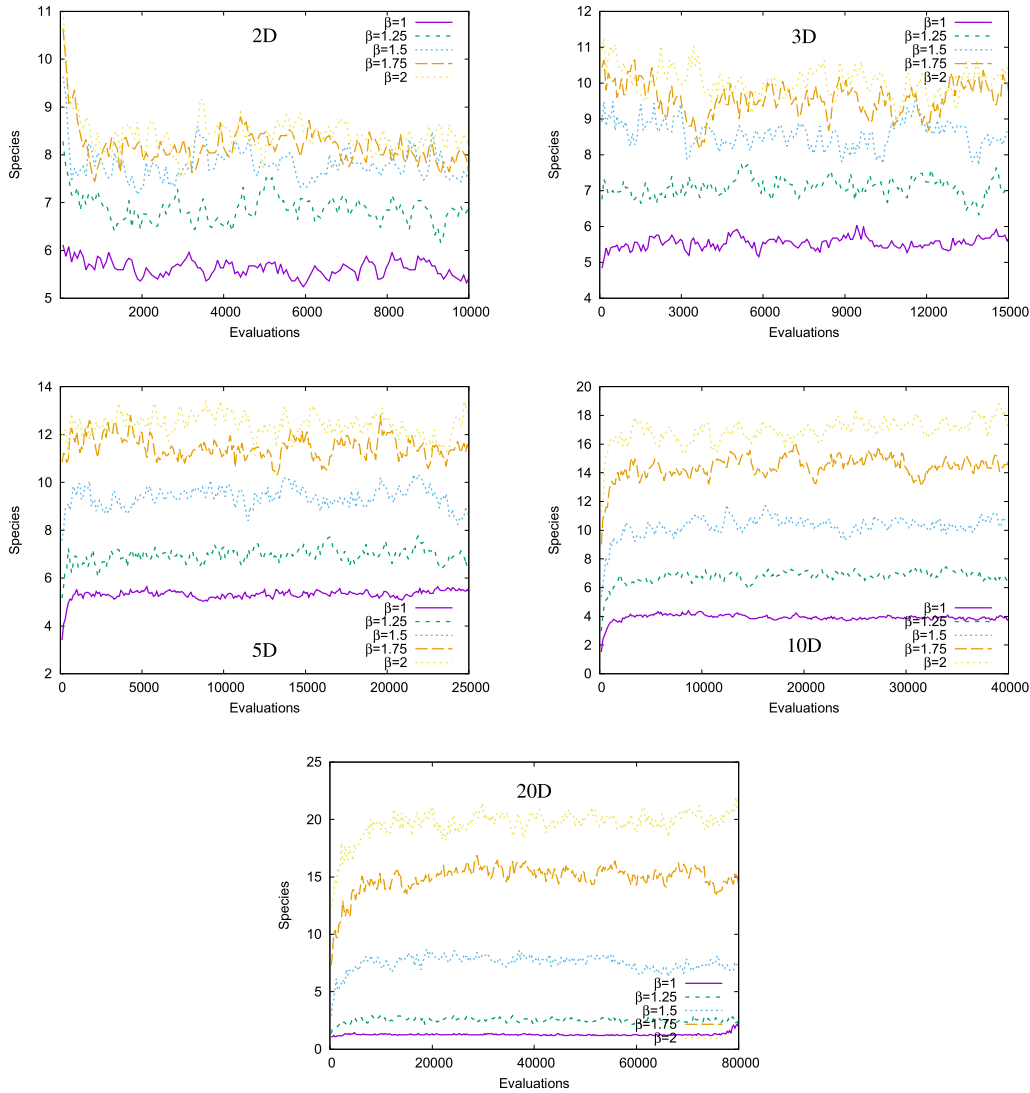 11
10
9
8
7
6
5
Species
2D
β=1
β=1.25
β=1.5
β=1.75
β=2
2000 4000 6000 8000 10000
Evaluations
12
11
10
9
8
7
6
5
4
Species
3D
β=1
β=1.25
β=1.5
β=1.75
β=2
0 3000 6000 9000 12000 15000
Evaluations
14
12
10
8
6
4
2
Species
5D
β=1
β=1.25
β=1.5
β=1.75
β=2
0 5000 10000 15000 20000 25000
Evaluations
20
18
16
14
12
10
8
6
4
2
0
Species
10D
β=1
β=1.25
β=1.5
β=1.75
β=2
0 10000 20000 30000 40000
Evaluations
25
20
15
10
5
0
Species
20D
β=1
β=1.25
β=1.5
β=1.75
β=2
0 20000 40000 60000 80000
Evaluations